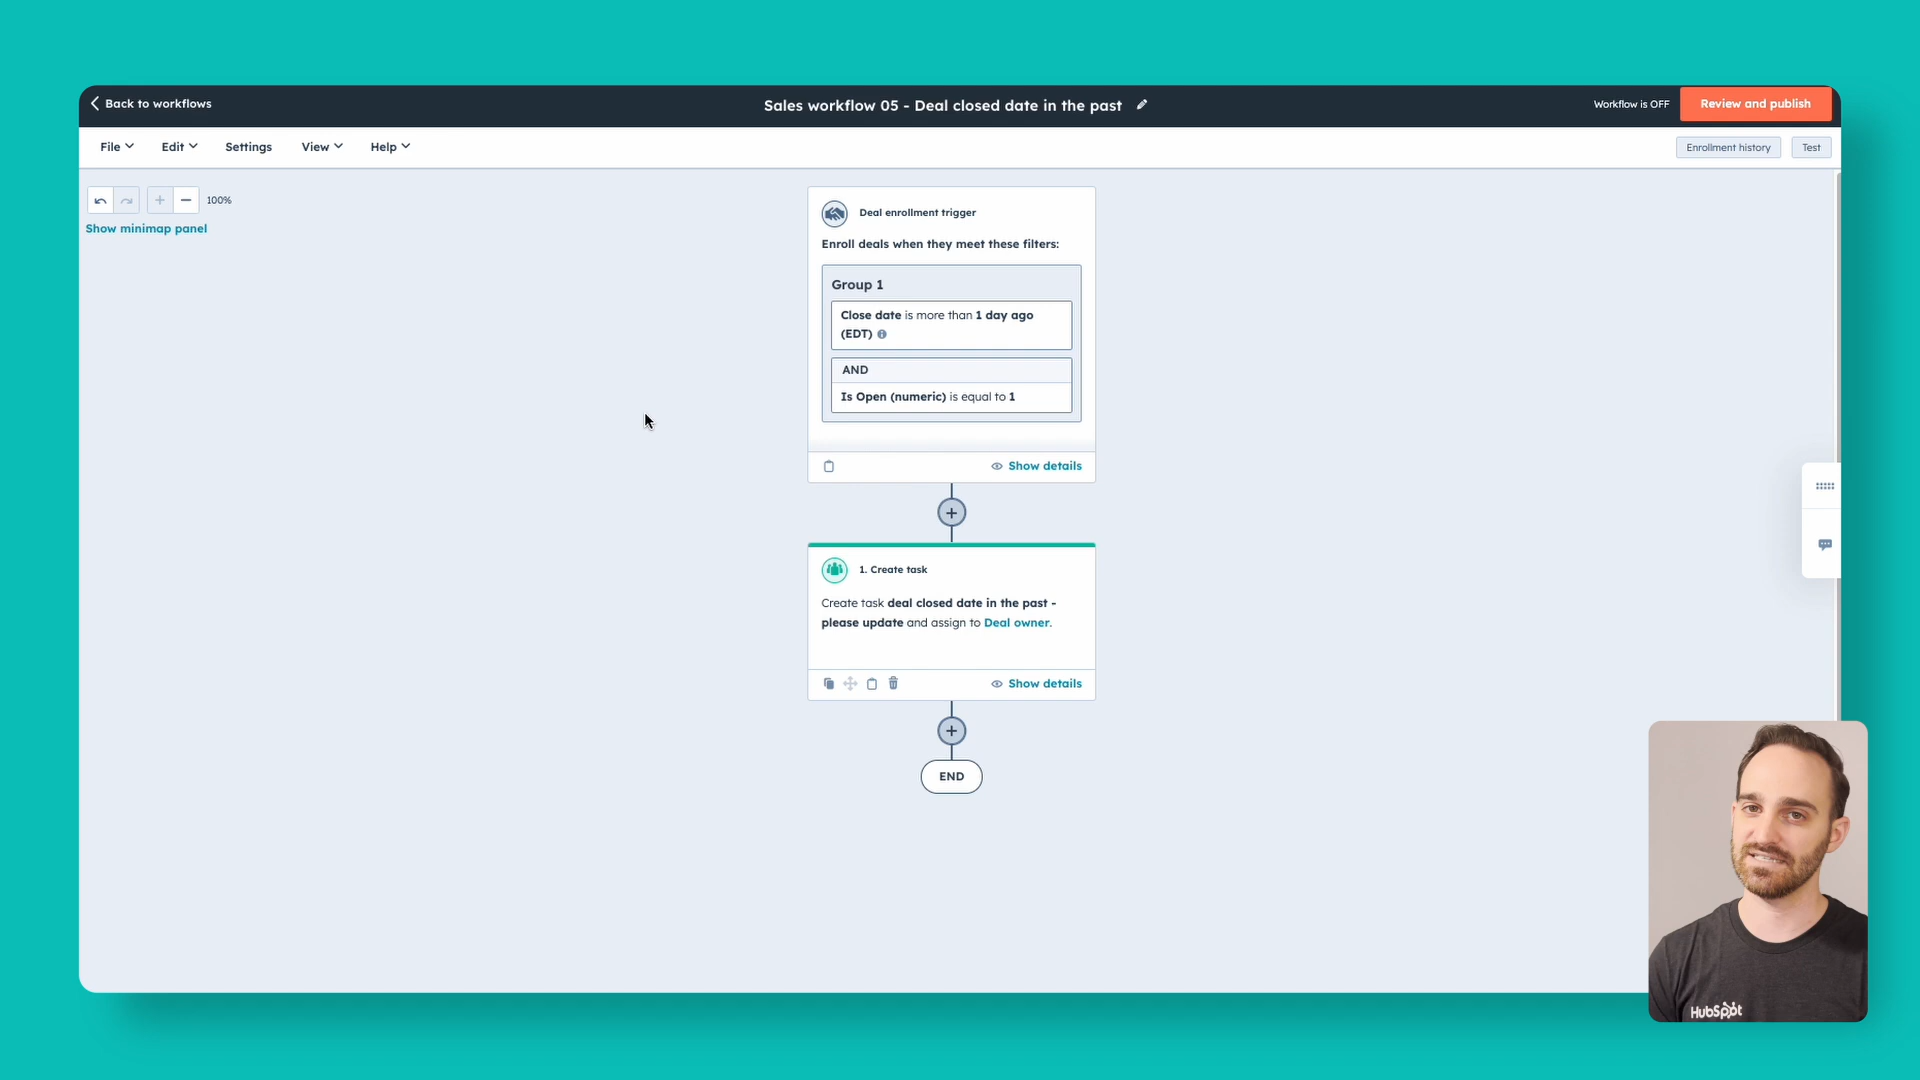 Back to workflows
Sales workflow 05 - Deal closed date in the past
Workflow is OFF
Review and publish
File
Edit
Settings
View
Help
Enrollment history
Test
100%
Show minimap panel
Deal enrollment trigger
Enroll deals when they meet these filters:
Group 1
Close date is more than 1 day ago
(EDT)
AND
Is Open (numeric) is equal to 1
Show details
1. Create task
Create task deal closed date in the past -
please update and assign to Deal owner.
Show details
END
HubSpot